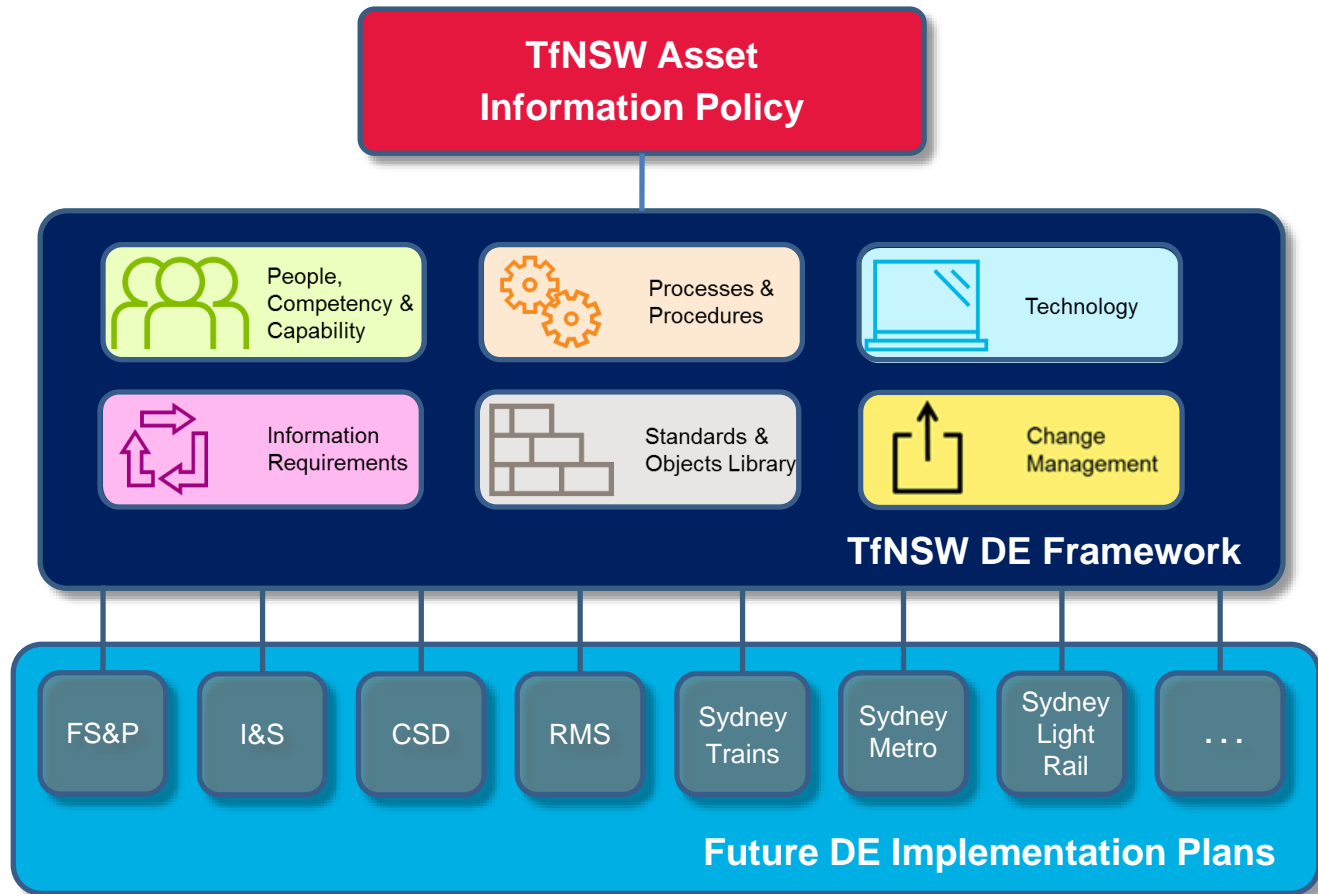 TfNSW Asset
Information Policy
People,
Competency &
Capability
Processes &
Procedures
Technology
Information
Requirements
Standards &
Objects Library
Change
Management
TfNSW DE Framework
FS&P
I&S
CSD
RMS
Sydney
Trains
Sydney
Metro
Sydney
Light
Rail
...
Future DE Implementation Plans